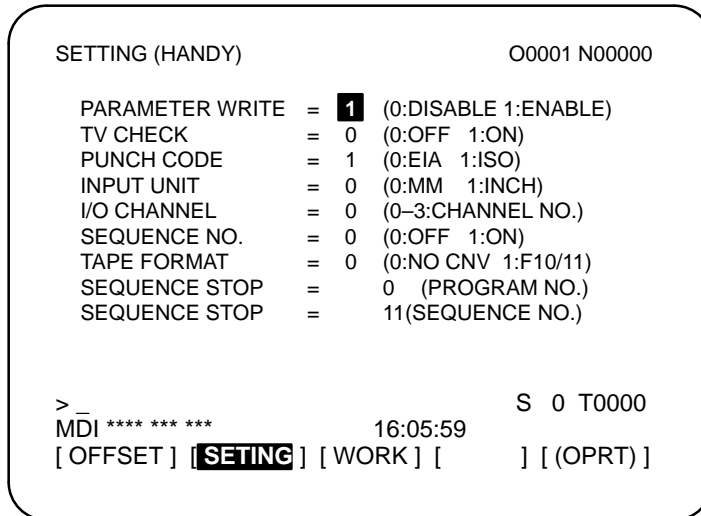 SETTING (HANDY) O0001 N00000
PARAMETER WRITE = 1 (0:DISABLE 1:ENABLE)
TV CHECK = 0 (0:OFF 1:ON)
PUNCH CODE = 1 (0:EIA 1:ISO)
INPUT UNIT = 0 (0:MM 1:INCH)
I/O CHANNEL = 0 (0–3:CHANNEL NO.)
SEQUENCE NO. = 0 (0:OFF 1:ON)
TAPE FORMAT = 0 (0:NO CNV 1:F10/11)
SEQUENCE STOP = 0 (PROGRAM NO.)
SEQUENCE STOP = 11(SEQUENCE NO.)
> _ S 0 T0000
MDI **** *** *** 16:05:59
[ OFFSET ] [ SETING ] [ WORK ] [ ] [ (OPRT) ]